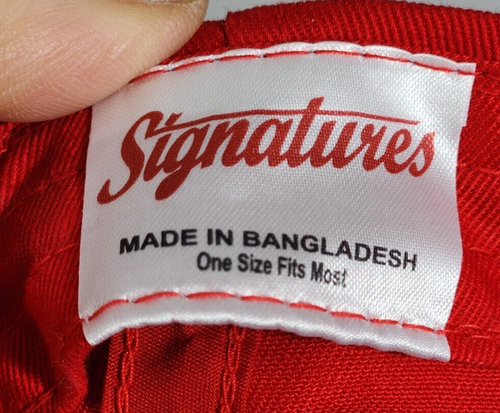 Signatures
MADE IN BANGLADESH
One Size Fits Most